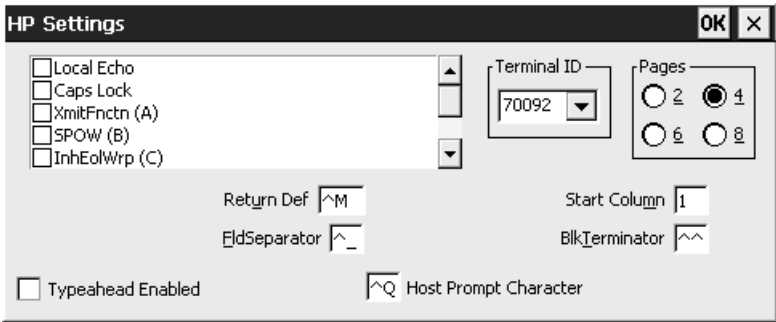 HP Settings OK
Local Echo
Caps Lock
XmitFnctn (A)
SPOW (B)
InhEolWrp (C)
Terminal ID
70092
Pages
2 4
6 8
Return Def ^M
Start Column 1
FldSeparator ^_
BlkTerminator ^^
Typeahead Enabled
^Q Host Prompt Character